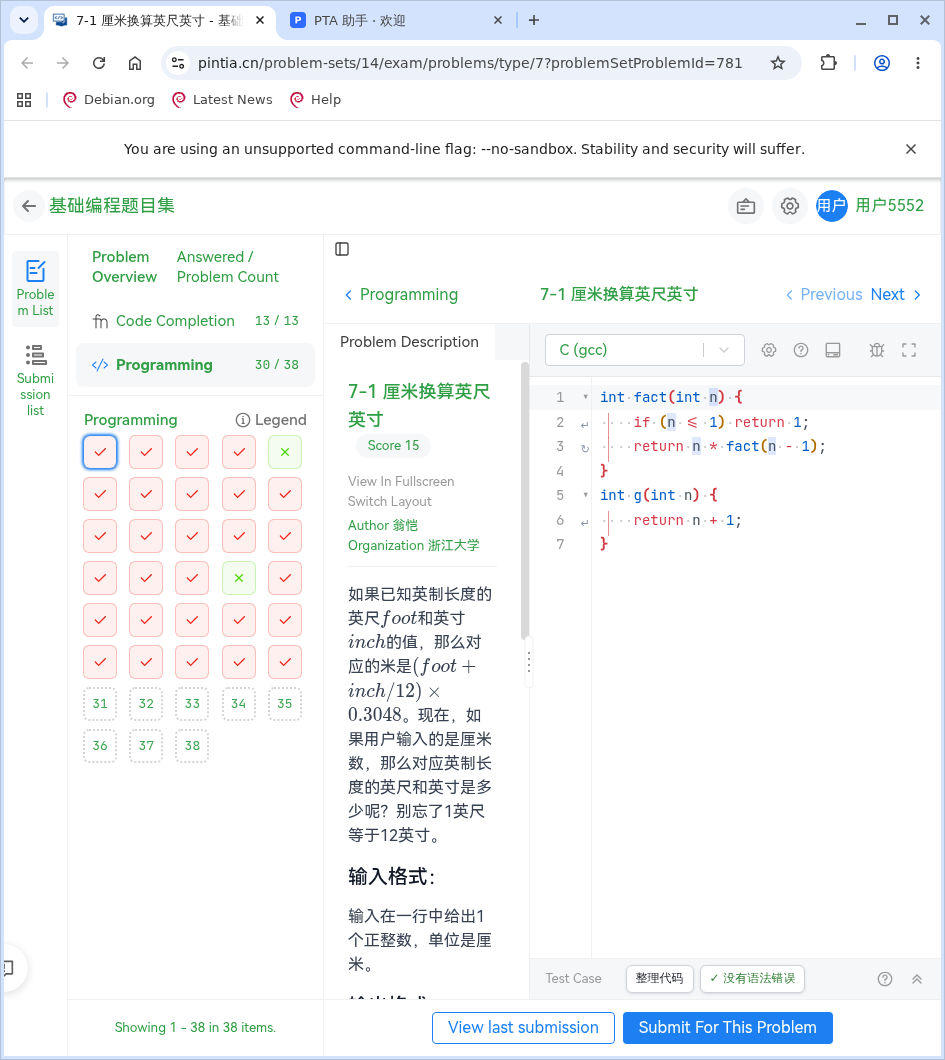 7-1 厘米换算英尺英寸 - 基础
PTA 助手 · 欢迎
pintia.cn/problem-sets/14/exam/problems/type/7?problemSetProblemId=781
Debian.org
Latest News
Help
You are using an unsupported command-line flag: --no-sandbox. Stability and security will suffer.
基础编程题目集
用户
用户5552
Proble
m List
Submi
ssion
list
Problem
Overview
Answered /
Problem Count
Code Completion
13 / 13
Programming
30 / 38
Programming
Legend
31
32
33
34
35
36
37
38
Showing 1 - 38 in 38 items.
Programming
7-1 厘米换算英尺英寸
Previous
Next
Problem Description
7-1 厘米换算英尺
英寸
Score 15
View In Fullscreen
Switch Layout
Author 翁恺
Organization 浙江大学
如果已知英制长度的
英尺foot和英寸
inch的值，那么对
应的米是(foot +
inch/12) ×
0.3048。现在，如
果用户输入的是厘米
数，那么对应英制长
度的英尺和英寸是多
少呢？别忘了1英尺
等于12英寸。
输入格式：
输入在一行中给出1
个正整数，单位是厘
米。
C (gcc)
1 int fact(int n) {
2 if (n <= 1) return 1;
3 return n * fact(n - 1);
4 }
5 int g(int n) {
6 return n + 1;
7 }
Test Case
整理代码
✓ 没有语法错误
View last submission
Submit For This Problem